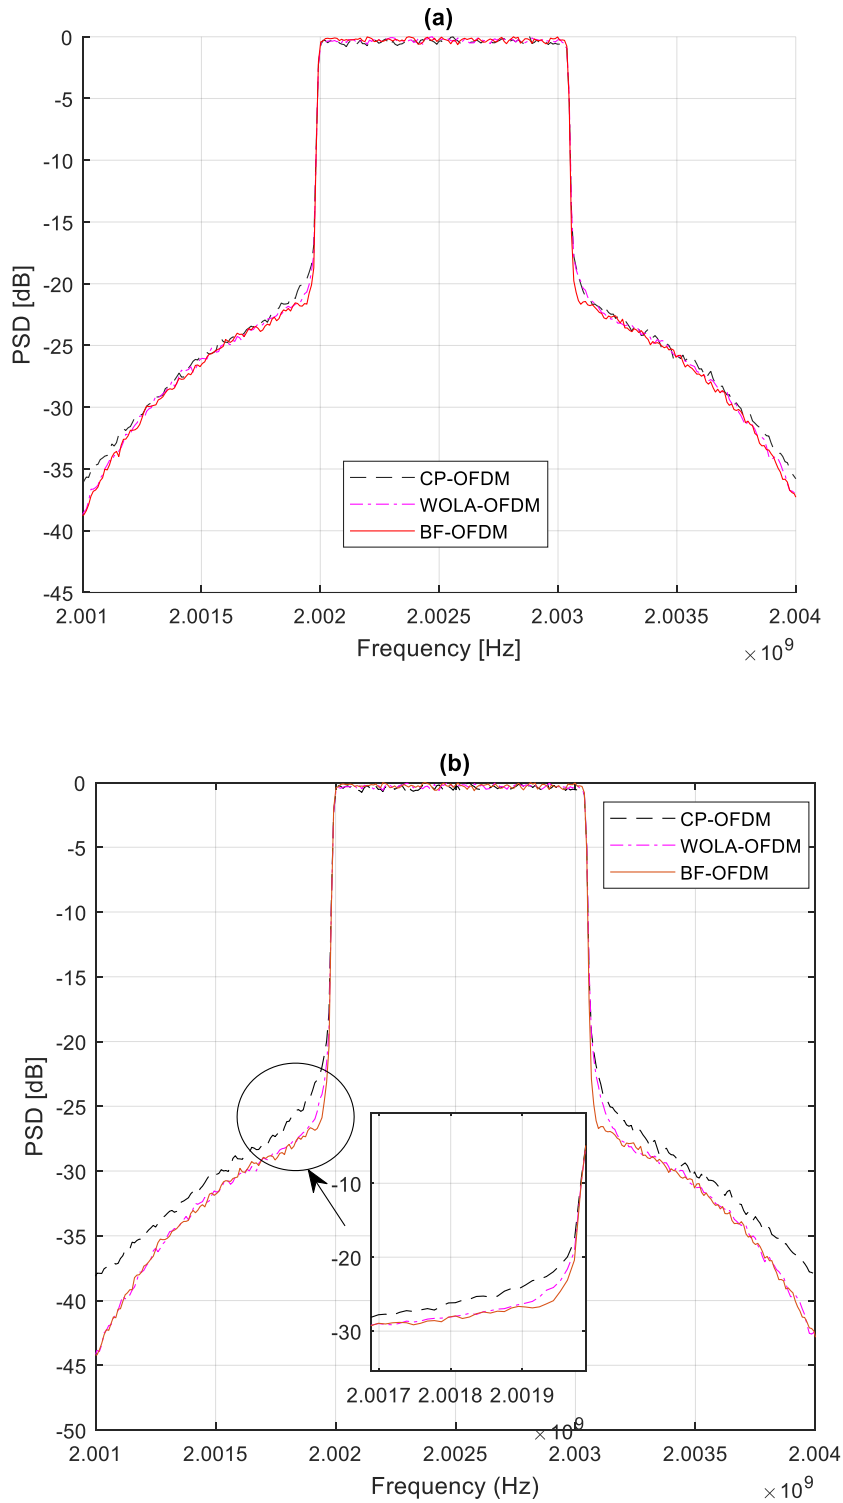 (a)
0
-5
-10
-15
-20
-25
-30
-35
-40
-45
PSD [dB]
CP-OFDM
WOLA-OFDM
BF-OFDM
2.001 2.0015 2.002 2.0025 2.003 2.0035 2.004
Frequency [Hz]
×10^9
(b)
0
-5
-10
-15
-20
-25
-30
-35
-40
-45
-50
PSD [dB]
CP-OFDM
WOLA-OFDM
BF-OFDM
-10
-20
-30
2.0017 2.0018 2.0019
×10^9
2.001 2.0015 2.002 2.0025 2.003 2.0035 2.004
Frequency (Hz)
×10^9